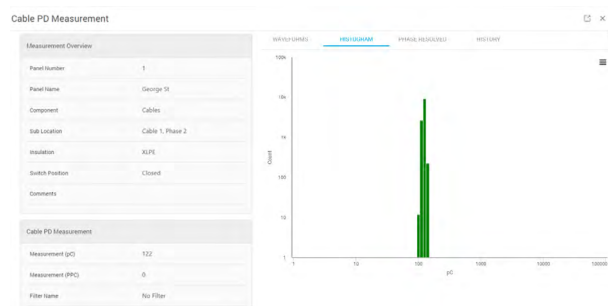 Cable PD Measurement
WAVEFORMS HISTOGRAM PHASE RESOLVED HISTORY
Measurement Overview
Panel Number 1
Panel Name George St
Component Cables
Sub Location Cable 1, Phase 2
Insulation XLPE
Switch Position Closed
Comments
Cable PD Measurement
Measurement (pC) 122
Measurement (PPC) 0
Filter Name No Filter
100k
10k
1k
100
10
1
Count
1 10 100 1000 10000 100000
pC